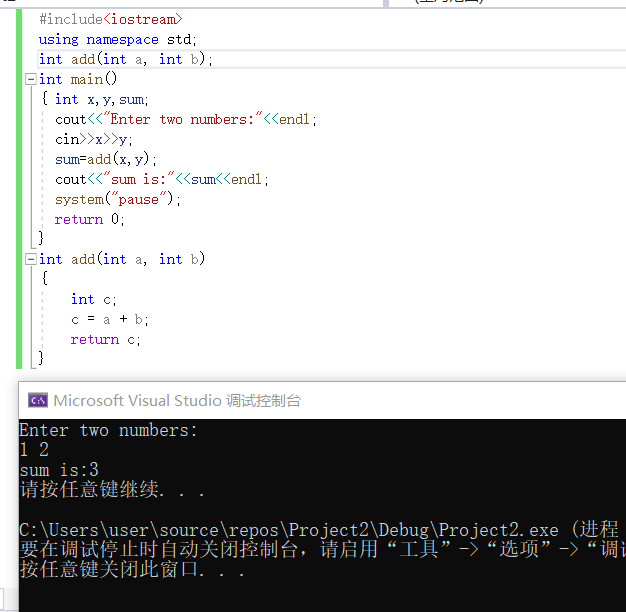 #include<iostream>
using namespace std;
int add(int a, int b);
int main()
{ int x,y,sum;
cout<<"Enter two numbers:"<<endl;
cin>>x>>y;
sum=add(x,y);
cout<<"sum is:"<<sum<<endl;
system("pause");
return 0;
}
int add(int a, int b)
{
int c;
c = a + b;
return c;
}
Microsoft Visual Studio 调试控制台
Enter two numbers:
1 2
sum is:3
请按任意键继续. . .
C:\Users\user\source\repos\Project2\Debug\Project2.exe (进程
要在调试停止时自动关闭控制台，请启用“工具”->“选项”->“调
按任意键关闭此窗口. . .